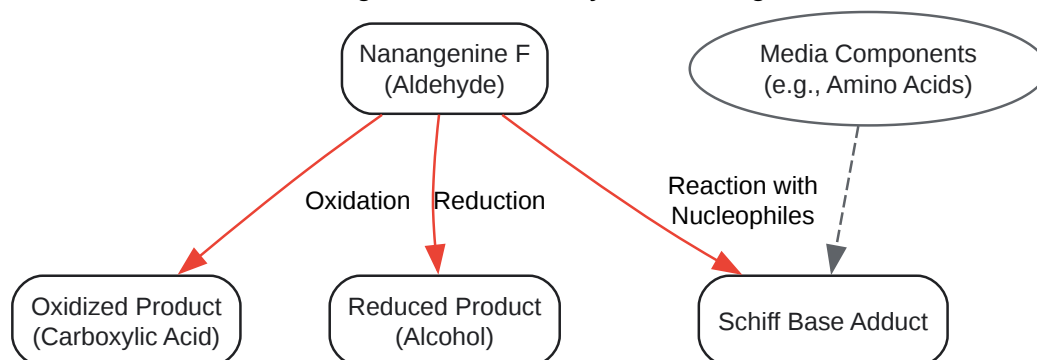 Nanangenine F
(Aldehyde)
Media Components
(e.g., Amino Acids)
Oxidation
Reduction
Reaction with
Nucleophiles
Oxidized Product
(Carboxylic Acid)
Reduced Product
(Alcohol)
Schiff Base Adduct